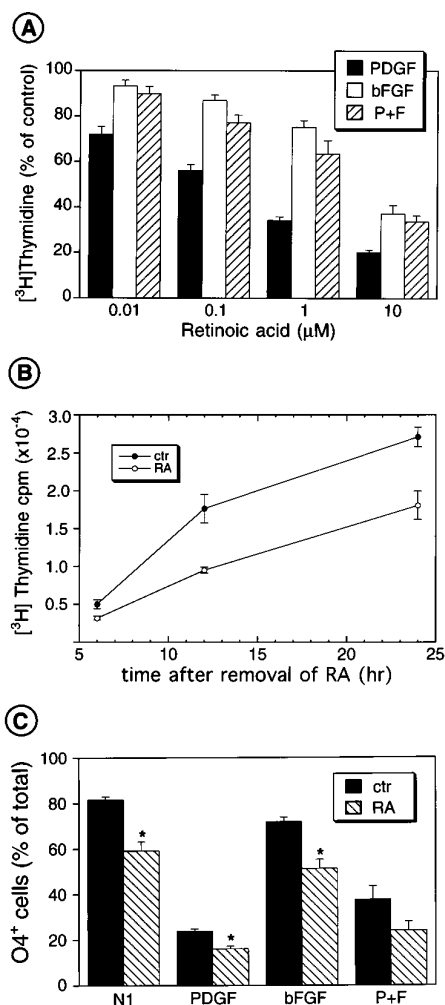 A
[³H]Thymidine (% of control)
100
80
60
40
20
0
PDGF
bFGF
P+F
0.01 0.1 1 10
Retinoic acid (µM)
B
[³H] Thymidine cpm (x10⁻⁴)
3.0
2.5
2.0
1.5
1.0
0.5
ctr
RA
5 10 15 20 25
time after removal of RA (hr)
C
O4⁺ cells (% of total)
100
80
60
40
20
0
ctr
RA
* * *
N1 PDGF bFGF P+F